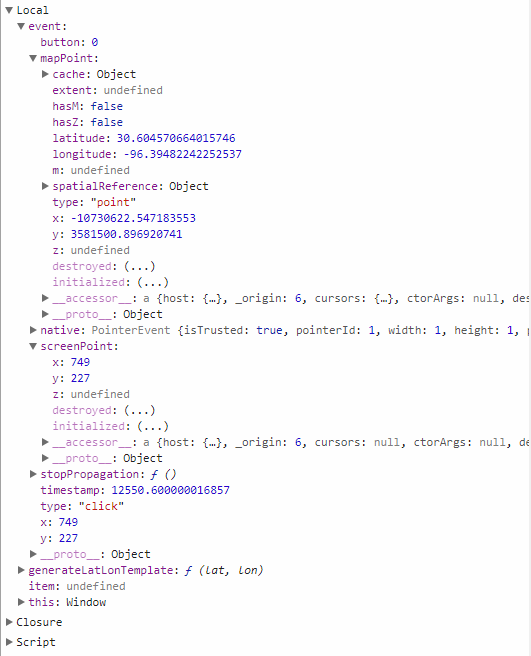 Local
event:
button: 0
mapPoint:
cache: Object
extent: undefined
hasM: false
hasZ: false
latitude: 30.604570664015746
longitude: -96.39482242252537
m: undefined
spatialReference: Object
type: "point"
x: -10730622.547183553
y: 3581500.896920741
z: undefined
destroyed: (...)
initialized: (...)
__accessor__: a {host: {…}, _origin: 6, cursors: {…}, ctorArgs: null, des
__proto__: Object
native: PointerEvent {isTrusted: true, pointerId: 1, width: 1, height: 1,
screenPoint:
x: 749
y: 227
z: undefined
destroyed: (...)
initialized: (...)
__accessor__: a {host: {…}, _origin: 6, cursors: null, ctorArgs: null, des
__proto__: Object
stopPropagation: ƒ ()
timestamp: 12550.600000016857
type: "click"
x: 749
y: 227
__proto__: Object
generateLatLonTemplate: ƒ (lat, lon)
item: undefined
this: Window
Closure
Script